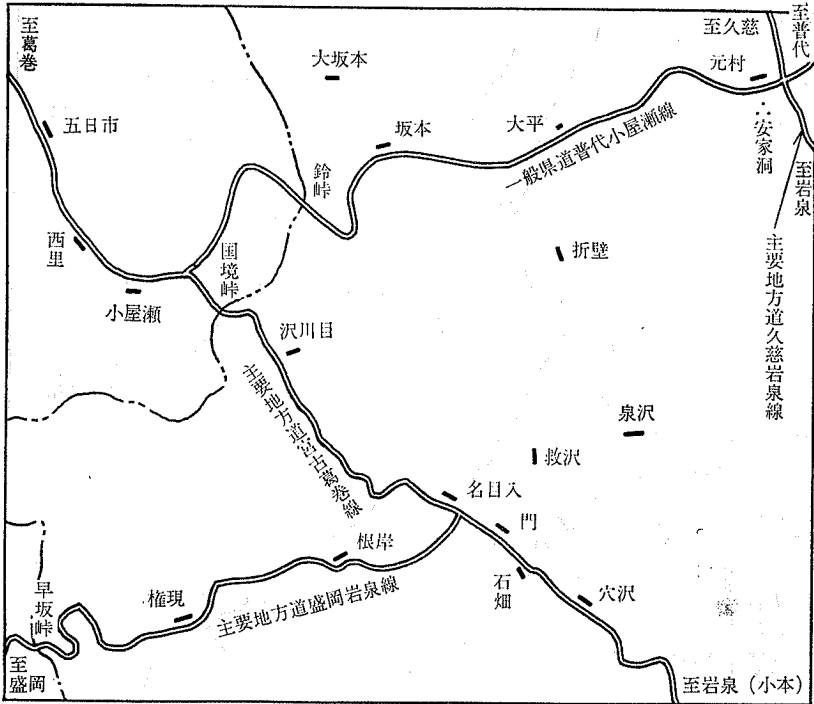 至葛巻
大坂本
至久慈
至普代
元村
五日市
坂本
大平
一般県道普代小屋瀬線
安家洞
至岩泉
鈴峠
西里
国境峠
折壁
主要地方道久慈岩泉線
小屋瀬
沢川目
主要地方道宮古葛巻線
泉沢
救沢
名目入
門
根岸
石畑
穴沢
早坂峠
権現
主要地方道盛岡岩泉線
至盛岡
至岩泉（小本）